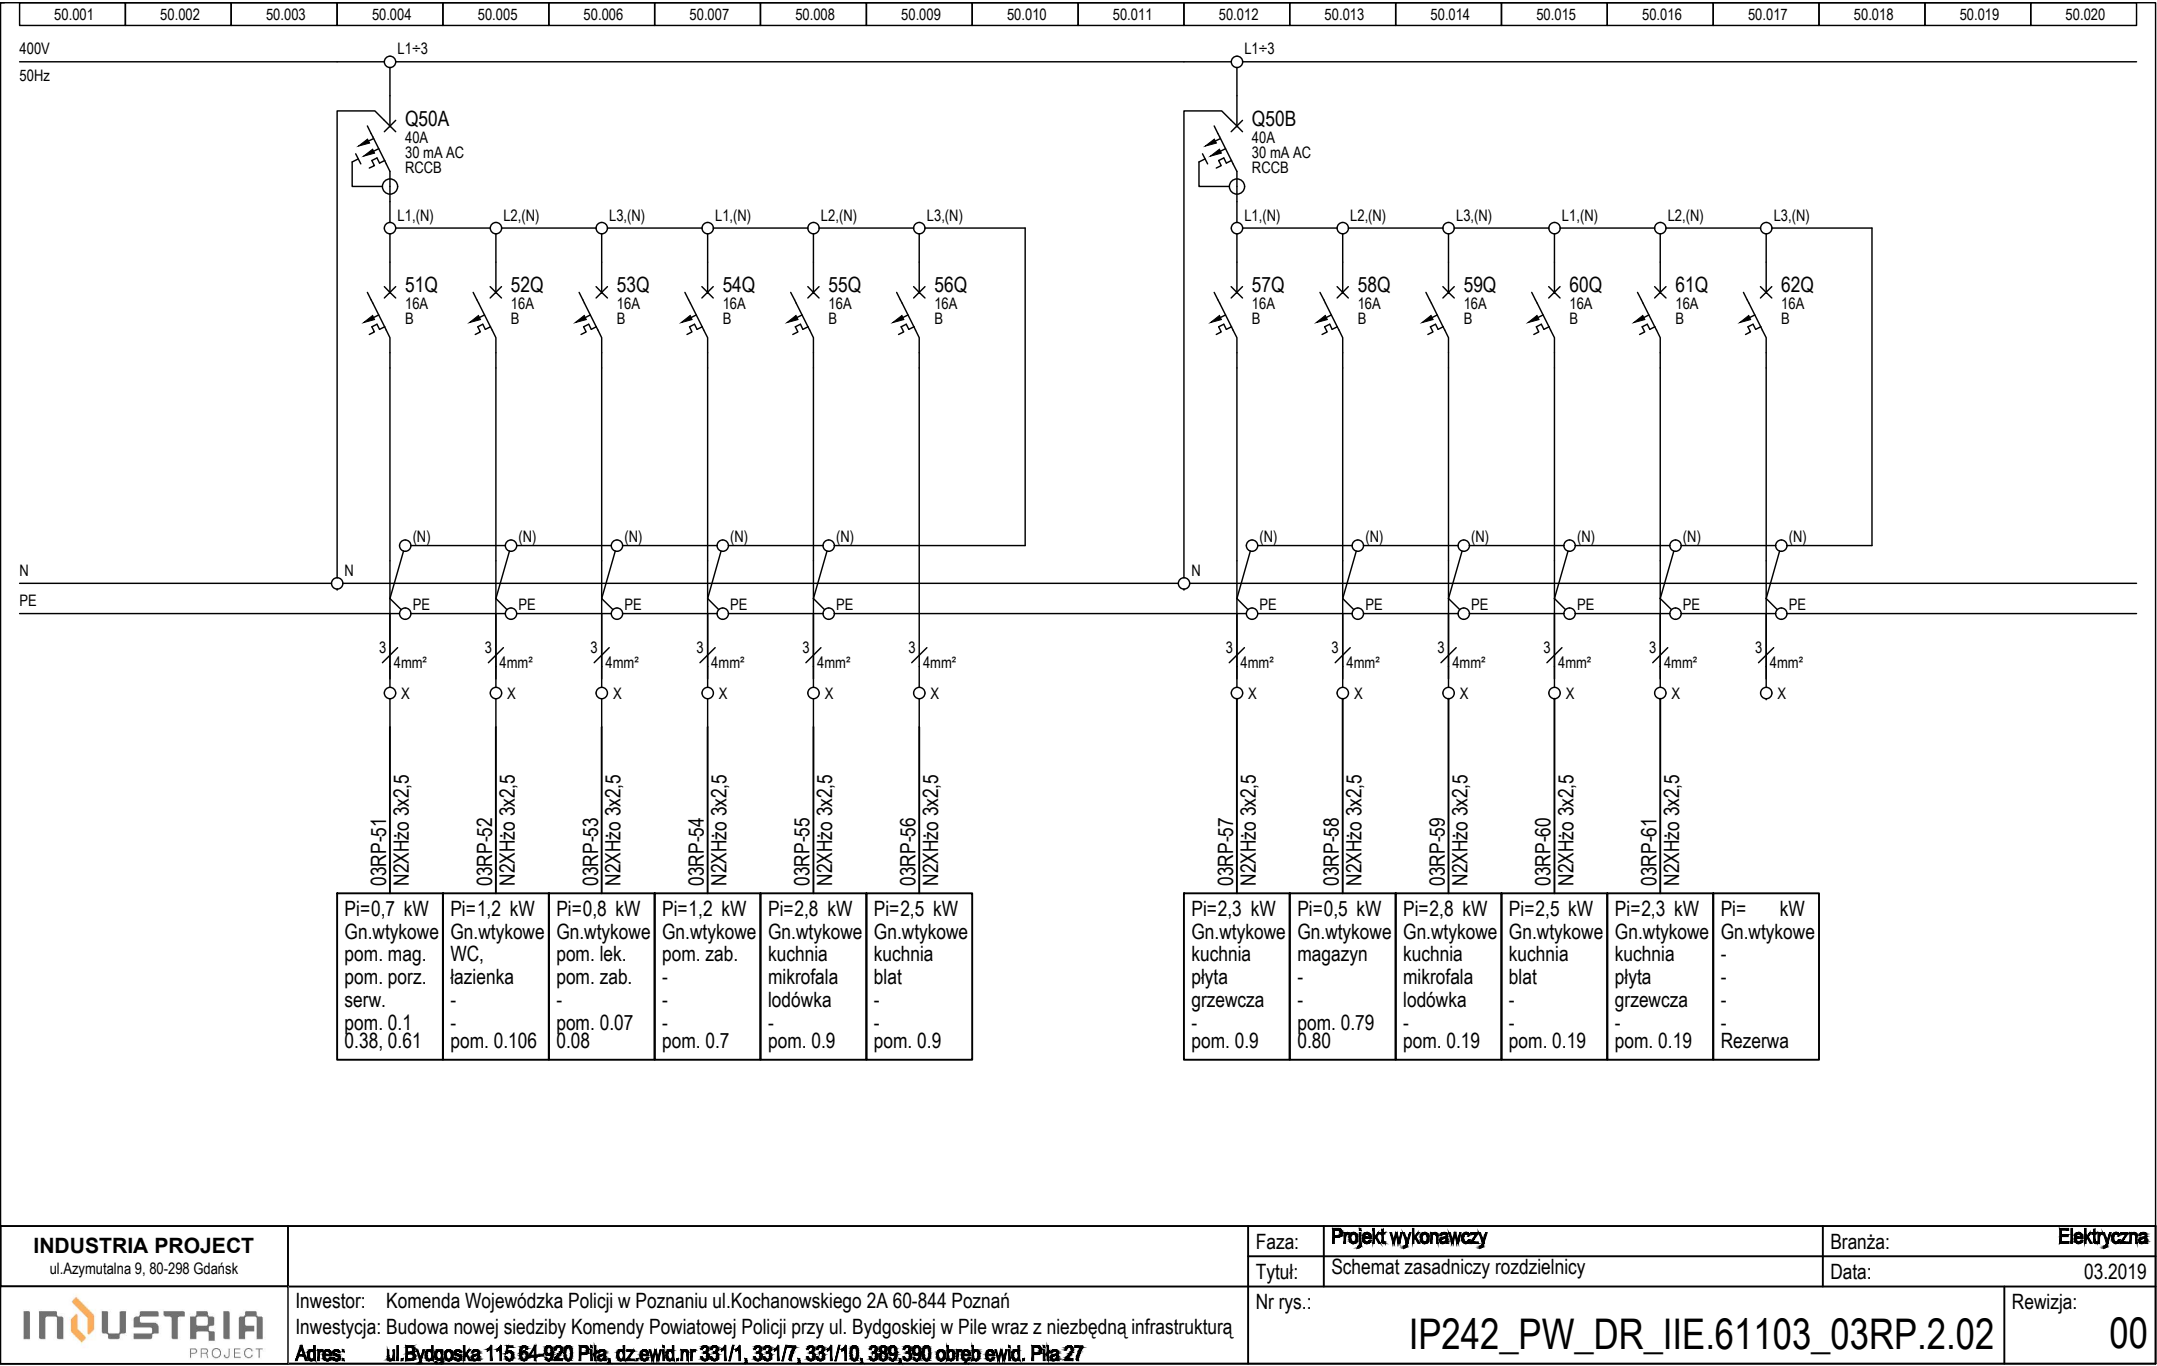 50.001 50.002 50.003 50.004 50.005 50.006 50.007 50.008 50.009 50.010 50.011 50.012 50.013 50.014 50.015 50.016 50.017 50.018 50.019 50.020
400V
50Hz
L1÷3
L1÷3
Q50A
40A
30 mA AC
RCCB
Q50B
40A
30 mA AC
RCCB
L1,(N) L2,(N) L3,(N) L1,(N) L2,(N) L3,(N)
L1,(N) L2,(N) L3,(N) L1,(N) L2,(N) L3,(N)
51Q
16A
B
52Q
16A
B
53Q
16A
B
54Q
16A
B
55Q
16A
B
56Q
16A
B
57Q
16A
B
58Q
16A
B
59Q
16A
B
60Q
16A
B
61Q
16A
B
62Q
16A
B
(N) (N) (N) (N) (N)
(N) (N) (N) (N) (N) (N)
N N N
PE PE PE PE PE PE
PE PE PE PE PE PE
3 3 3 3 3 3 3 3 3 3 3 3
4mm² 4mm² 4mm² 4mm² 4mm² 4mm² 4mm² 4mm² 4mm² 4mm² 4mm² 4mm²
X X X X X X X X X X X X
03RP-51
N2XHżo 3x2,5
03RP-52
N2XHżo 3x2,5
03RP-53
N2XHżo 3x2,5
03RP-54
N2XHżo 3x2,5
03RP-55
N2XHżo 3x2,5
03RP-56
N2XHżo 3x2,5
03RP-57
N2XHżo 3x2,5
03RP-58
N2XHżo 3x2,5
03RP-59
N2XHżo 3x2,5
03RP-60
N2XHżo 3x2,5
03RP-61
N2XHżo 3x2,5
Pi=0,7 kW
Gn.wtykowe
pom. mag.
pom. porz.
serw.
pom. 0.1
0.38, 0.61
Pi=1,2 kW
Gn.wtykowe
WC,
łazienka
-
-
pom. 0.106
Pi=0,8 kW
Gn.wtykowe
pom. lek.
pom. zab.
-
pom. 0.07
0.08
Pi=1,2 kW
Gn.wtykowe
pom. zab.
-
-
-
pom. 0.7
Pi=2,8 kW
Gn.wtykowe
kuchnia
mikrofala
lodówka
-
pom. 0.9
Pi=2,5 kW
Gn.wtykowe
kuchnia
blat
-
-
pom. 0.9
Pi=2,3 kW
Gn.wtykowe
kuchnia
płyta
grzewcza
-
pom. 0.9
Pi=0,5 kW
Gn.wtykowe
magazyn
-
-
pom. 0.79
0.80
Pi=2,8 kW
Gn.wtykowe
kuchnia
mikrofala
lodówka
-
pom. 0.19
Pi=2,5 kW
Gn.wtykowe
kuchnia
blat
-
-
pom. 0.19
Pi=2,3 kW
Gn.wtykowe
kuchnia
płyta
grzewcza
-
pom. 0.19
Pi= kW
Gn.wtykowe
-
-
-
-
Rezerwa
INDUSTRIA PROJECT
ul.Azymutalna 9, 80-298 Gdańsk
INDUSTRIA
PROJECT
Inwestor: Komenda Wojewódzka Policji w Poznaniu ul.Kochanowskiego 2A 60-844 Poznań
Inwestycja: Budowa nowej siedziby Komendy Powiatowej Policji przy ul. Bydgoskiej w Pile wraz z niezbędną infrastrukturą
Adres: ul.Bydgoska 115 64-920 Piła, dz.ewid.nr 331/1, 331/7, 331/10, 389,390 obręb ewid. Piła 27
Faza: Projekt wykonawczy
Branża: Elektryczna
Tytuł: Schemat zasadniczy rozdzielnicy
Data: 03.2019
Nr rys.:
IP242_PW_DR_IIE.61103_03RP.2.02
Rewizja:
00